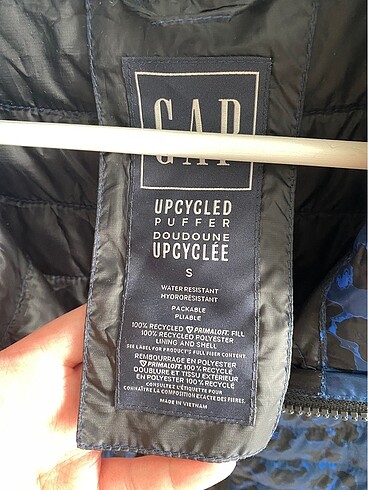 GAP
UPCYCLED
PUFFER
DOUDOUNE
UPCYCLÉE
S
WATER RESISTANT
HYDRORÉSISTANT
PACKABLE
PLIABLE
100% RECYCLED PRIMALOFT® FILL
100% RECYCLED POLYESTER
LINING AND SHELL
SEE LABEL FOR PRODUCT'S FULL FIBER CONTENT.
REMBOURRAGE EN POLYESTER
PRIMALOFT® 100% RECYCLÉ
DOUBLURE ET TISSU EXTÉRIEUR
EN POLYESTER 100% RECYCLÉ
CONSULTEZ L'ÉTIQUETTE POUR
CONNAÎTRE LA COMPOSITION EXACTE DES FIBRES.
MADE IN VIETNAM